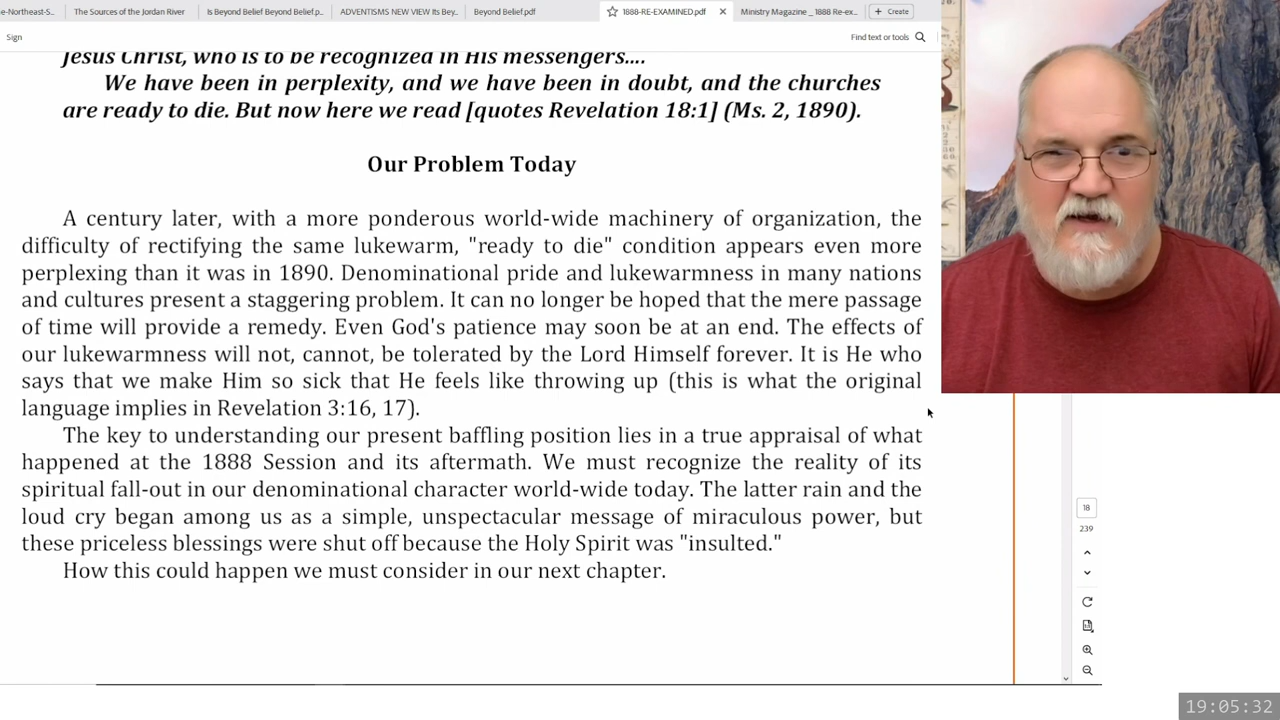 e-Northeast-S... The Sources of the Jordan River Is Beyond Belief Beyond Belief.p... ADVENTISMS NEW VIEW Its Bey... Beyond Belief.pdf 1888-RE-EXAMINED.pdf Ministry Magazine _ 1888 Re-ex... + Create
Sign Find text or tools
Jesus Christ, who is to be recognized in His messengers....
We have been in perplexity, and we have been in doubt, and the churches
are ready to die. But now here we read [quotes Revelation 18:1] (Ms. 2, 1890).
Our Problem Today
A century later, with a more ponderous world-wide machinery of organization, the
difficulty of rectifying the same lukewarm, "ready to die" condition appears even more
perplexing than it was in 1890. Denominational pride and lukewarmness in many nations
and cultures present a staggering problem. It can no longer be hoped that the mere passage
of time will provide a remedy. Even God's patience may soon be at an end. The effects of
our lukewarmness will not, cannot, be tolerated by the Lord Himself forever. It is He who
says that we make Him so sick that He feels like throwing up (this is what the original
language implies in Revelation 3:16, 17).
The key to understanding our present baffling position lies in a true appraisal of what
happened at the 1888 Session and its aftermath. We must recognize the reality of its
spiritual fall-out in our denominational character world-wide today. The latter rain and the
loud cry began among us as a simple, unspectacular message of miraculous power, but
these priceless blessings were shut off because the Holy Spirit was "insulted."
How this could happen we must consider in our next chapter.
18
239
19:05:32